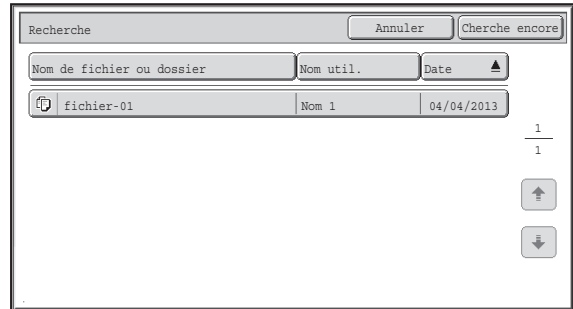 Recherche Annuler Cherche encore
Nom de fichier ou dossier Nom util. Date
fichier-01 Nom 1 04/04/2013
1
1